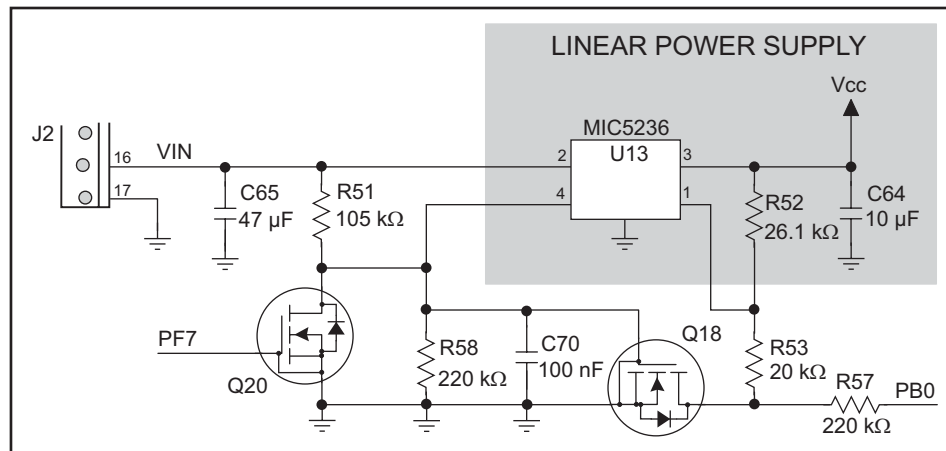 LINEAR POWER SUPPLY
Vcc
J2
MIC5236
16
VIN
2
U13
3
17
C65
47 µF
R51
105 kΩ
4
1
R52
26.1 kΩ
C64
10 µF
PF7
Q20
R58
220 kΩ
C70
100 nF
Q18
R53
20 kΩ
R57
220 kΩ
PB0